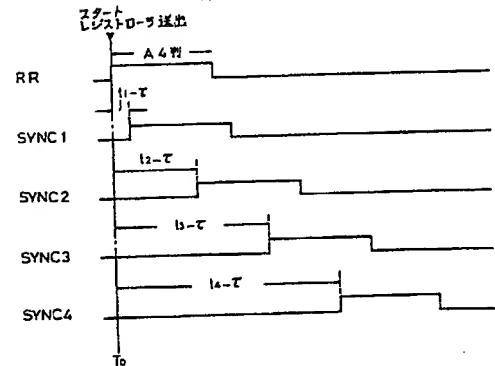 スタート
レジストローラ送出
A4判
RR
t1-τ
SYNC1
t2-τ
SYNC2
t3-τ
SYNC3
t4-τ
SYNC4
T0